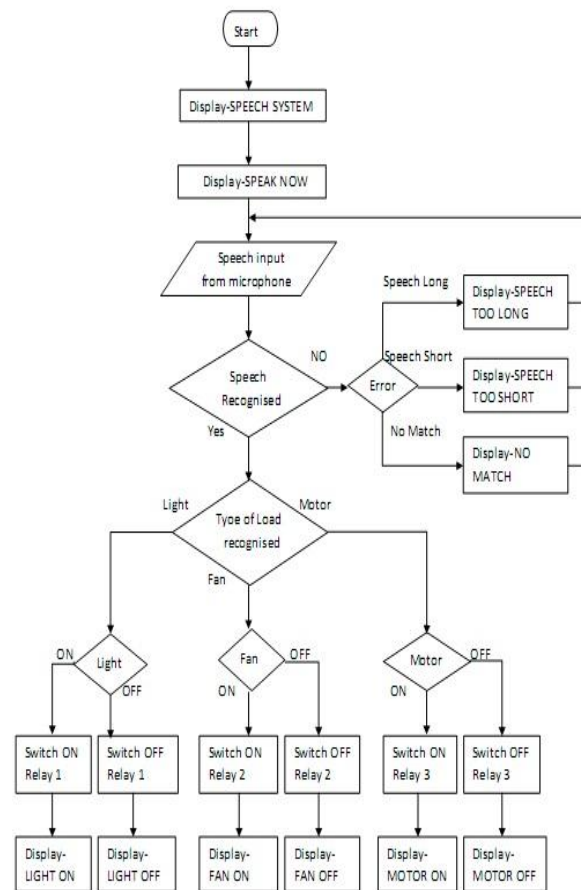 Start
Display-SPEECH SYSTEM
Display-SPEAK NOW
Speech input
from microphone
Speech Long
Display-SPEECH
TOO LONG
NO
Speech
Recognised
Speech Short
Error
Display-SPEECH
TOO SHORT
Yes
No Match
Display-NO
MATCH
Light
Motor
Tyoe of Load
recognised
Fan
ON
Light
OFF
Fan
OFF
ON
Motor
OFF
ON
Switch ON
Relay 1
Switch OFF
Relay 1
Switch ON
Relay 2
Switch OFF
Relay 2
Switch ON
Relay 3
Switch OFF
Relay 3
Display-
LIGHT ON
Display-
LIGHT OFF
Display-
FAN ON
Display-
FAN OFF
Display-
MOTOR ON
Display-
MOTOR OFF